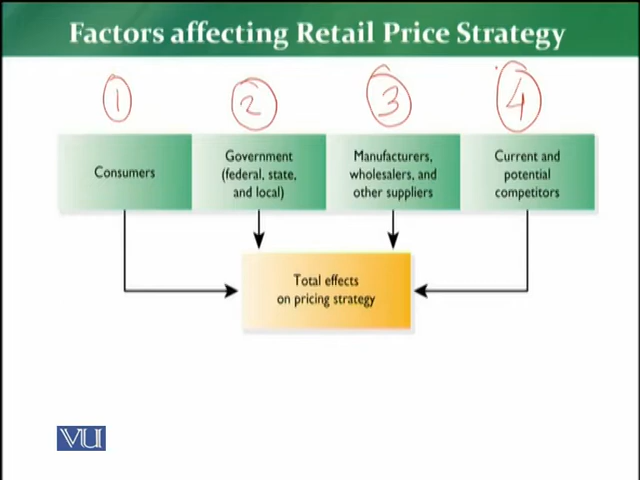 Factors affecting Retail Price Strategy
1
2
3
4
Consumers
Government
(federal, state,
and local)
Manufacturers,
wholesalers, and
other suppliers
Current and
potential
competitors
Total effects
on pricing strategy
VU